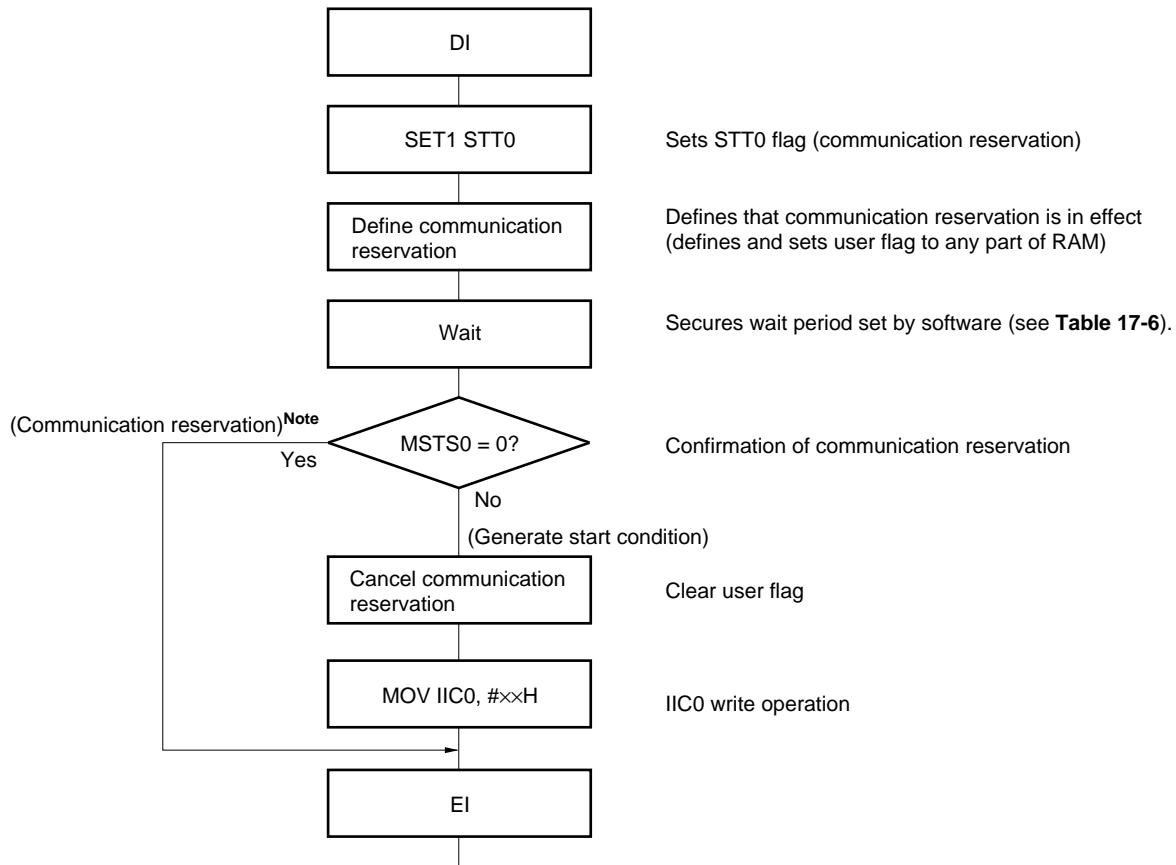 DI
SET1 STT0
Sets STT0 flag (communication reservation)
Define communication
reservation
Defines that communication reservation is in effect
(defines and sets user flag to any part of RAM)
Wait
Secures wait period set by software (see Table 17-6).
(Communication reservation)Note
Yes
MSTS0 = 0?
Confirmation of communication reservation
No
(Generate start condition)
Cancel communication
reservation
Clear user flag
MOV IIC0, #××H
IIC0 write operation
EI